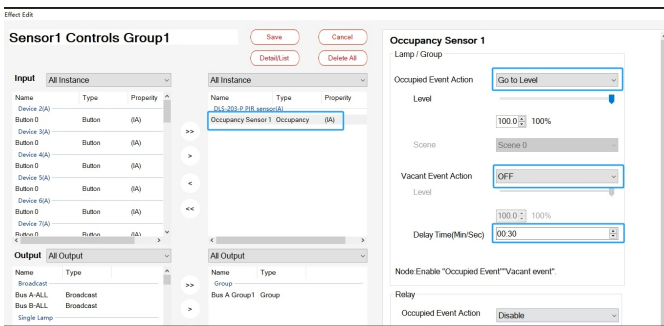 Effect Edit
Sensor1 Controls Group1
Save
Cancel
Detail/List
Delete All
Input
All Instance
Name Type Properity
Device 2(A)
Button 0 Button (IA)
Device 3(A)
Button 0 Button (IA)
Device 4(A)
Button 0 Button (IA)
Device 5(A)
Button 0 Button (IA)
Device 6(A)
Button 0 Button (IA)
Device 7(A)
Button 0 Button (IA)
>>
>
<
<<
All Instance
Name Type Properity
DLS-203-P PIR sensor(A)
Occupancy Sensor 1 Occupancy (IA)
Output
All Output
Name Type
Broadcast
Bus A-ALL Broadcast
Bus B-ALL Broadcast
Single Lamp
>>
>
All Output
Name Type
Group
Bus A Group1 Group
Occupancy Sensor 1
Lamp / Group
Occupied Event Action
Go to Level
Level
100.0 100%
Scene
Scene 0
Vacant Event Action
OFF
Level
100.0 100%
Delay Time(Min/Sec)
00:30
Node:Enable "Occupied Event""Vacant event".
Relay
Occupied Event Action
Disable